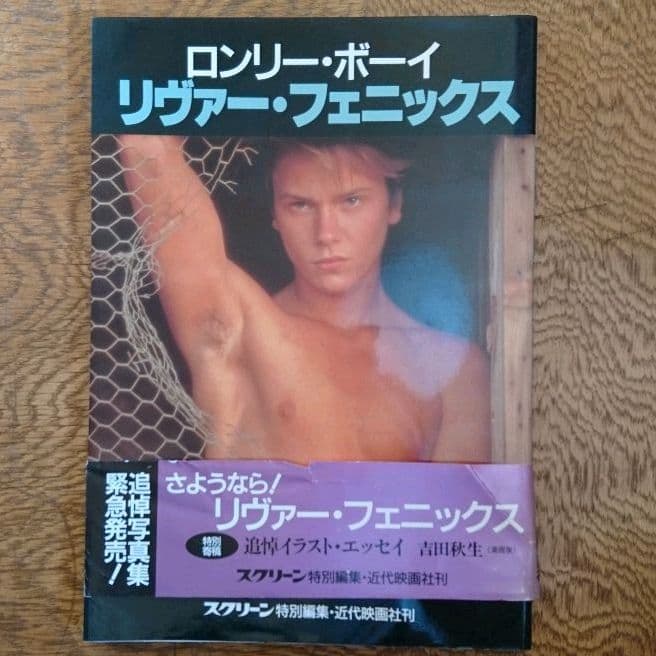 ロンリー・ボーイ
リヴァー・フェニックス
追悼写真集
緊急発売!
さようなら!
リヴァー・フェニックス
特別
寄稿
追悼イラスト・エッセイ 吉田秋生
スクリーン特別編集・近代映画社刊
スクリーン特別編集・近代映画社刊